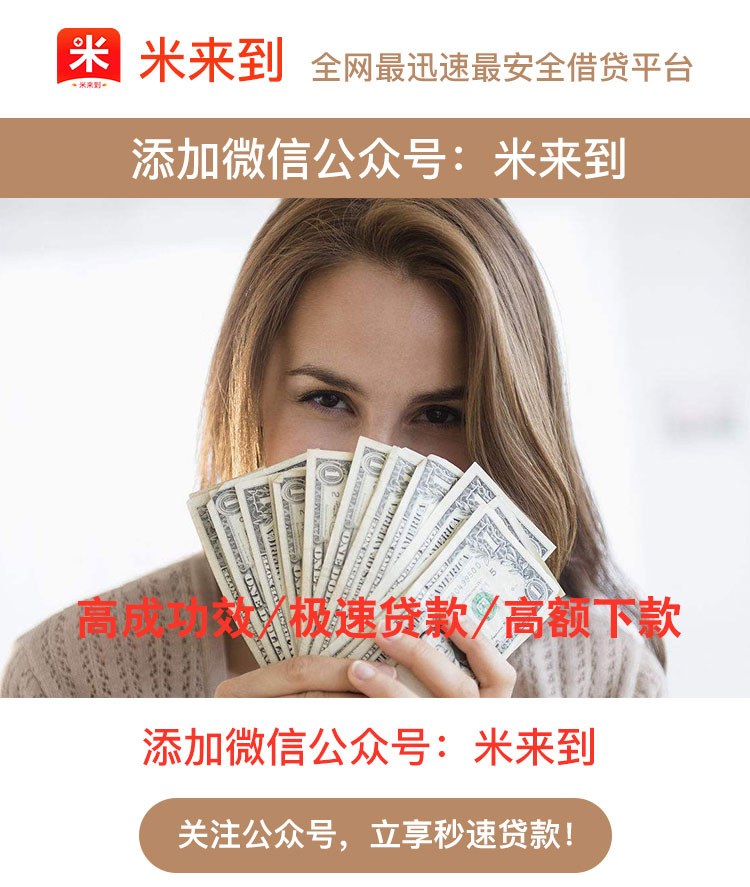 米
米来到
米来到
全网最迅速最安全借贷平台
添加微信公众号：米来到
高成功效/极速贷款/高额下款
添加微信公众号：米来到
关注公众号，立享秒速贷款！